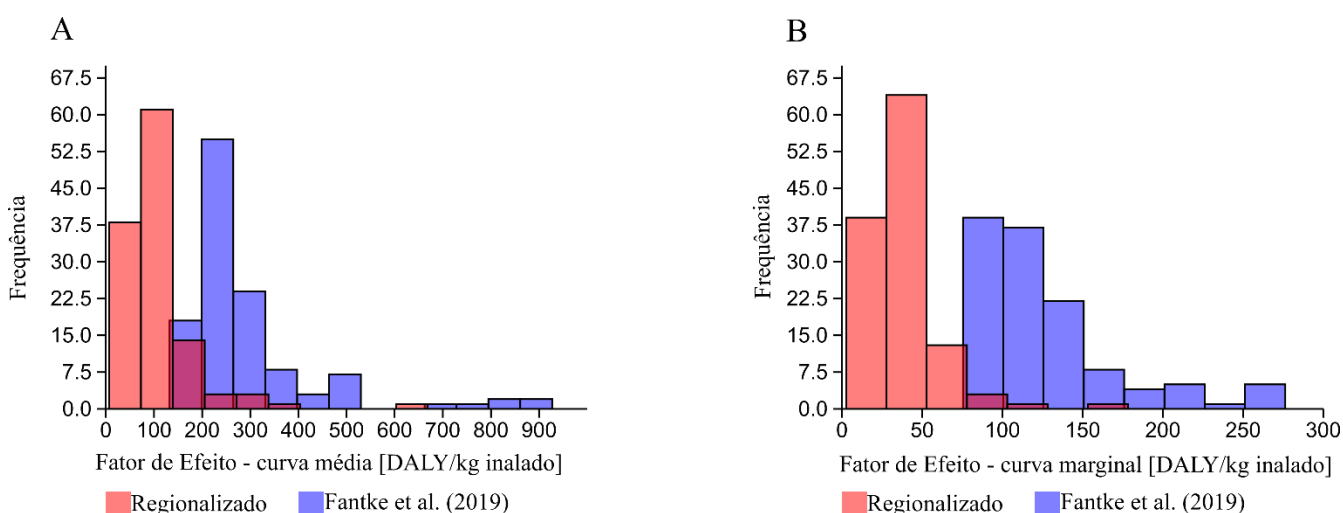 A
67.5
60.0
52.5
45.0
37.5
30.0
22.5
15.0
7.5
0.0
Frequência
0 100 200 300 400 500 600 700 800 900
Fator de Efeito - curva média [DALY/kg inalado]
Regionalizado Fantke et al. (2019)
B
67.5
60.0
52.5
45.0
37.5
30.0
22.5
15.0
7.5
0.0
Frequência
0 50 100 150 200 250 300
Fator de Efeito - curva marginal [DALY/kg inalado]
Regionalizado Fantke et al. (2019)